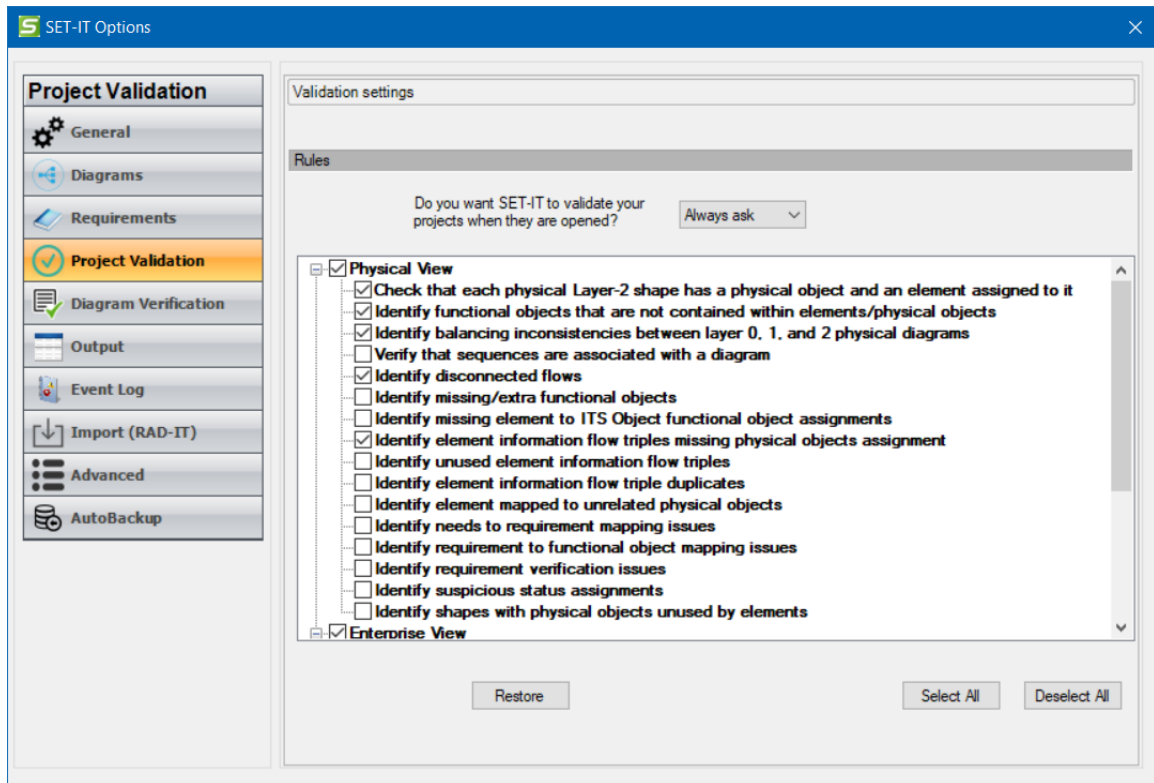 SET-IT Options
Project Validation
General
Diagrams
Requirements
Project Validation
Diagram Verification
Output
Event Log
Import (RAD-IT)
Advanced
AutoBackup
Validation settings
Rules
Do you want SET-IT to validate your
projects when they are opened?
Always ask
Physical View
Check that each physical Layer-2 shape has a physical object and an element assigned to it
Identify functional objects that are not contained within elements/physical objects
Identify balancing inconsistencies between layer 0, 1, and 2 physical diagrams
Verify that sequences are associated with a diagram
Identify disconnected flows
Identify missing/extra functional objects
Identify missing element to ITS Object functional object assignments
Identify element information flow triples missing physical objects assignment
Identify unused element information flow triples
Identify element information flow triple duplicates
Identify element mapped to unrelated physical objects
Identify needs to requirement mapping issues
Identify requirement to functional object mapping issues
Identify requirement verification issues
Identify suspicious status assignments
Identify shapes with physical objects unused by elements
Enterprise View
Restore
Select All
Deselect All